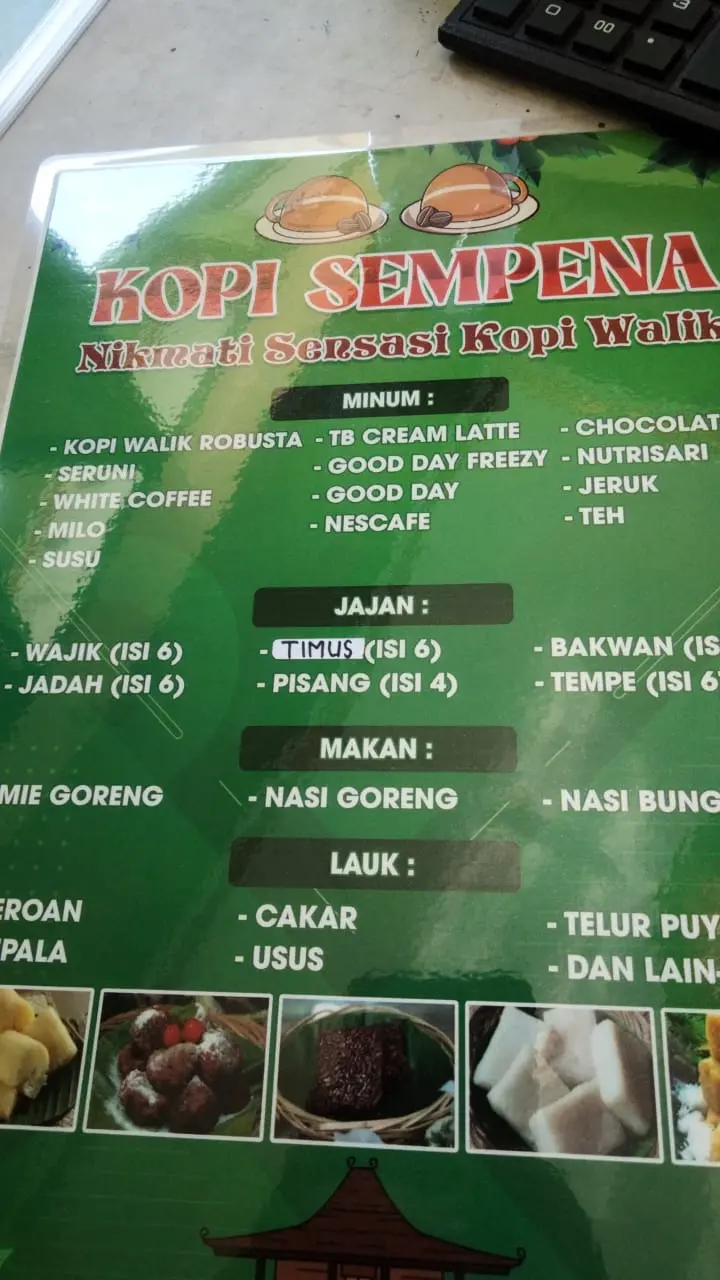 0 00 . 3
KOPI SEMPENA
Nikmati Sensasi Kopi Walik
MINUM :
- KOPI WALIK ROBUSTA
- SERUNI
- WHITE COFFEE
- MILO
- SUSU
- TB CREAM LATTE
- GOOD DAY FREEZY
- GOOD DAY
- NESCAFE
- CHOCOLAT
- NUTRISARI
- JERUK
- TEH
JAJAN :
- WAJIK (ISI 6)
- JADAH (ISI 6)
- TIMUS (ISI 6)
- PISANG (ISI 4)
- BAKWAN (IS
- TEMPE (ISI 6
MAKAN :
MIE GORENG
- NASI GORENG
- NASI BUNG
LAUK :
EROAN
PALA
- CAKAR
- USUS
- TELUR PUY
- DAN LAIN-